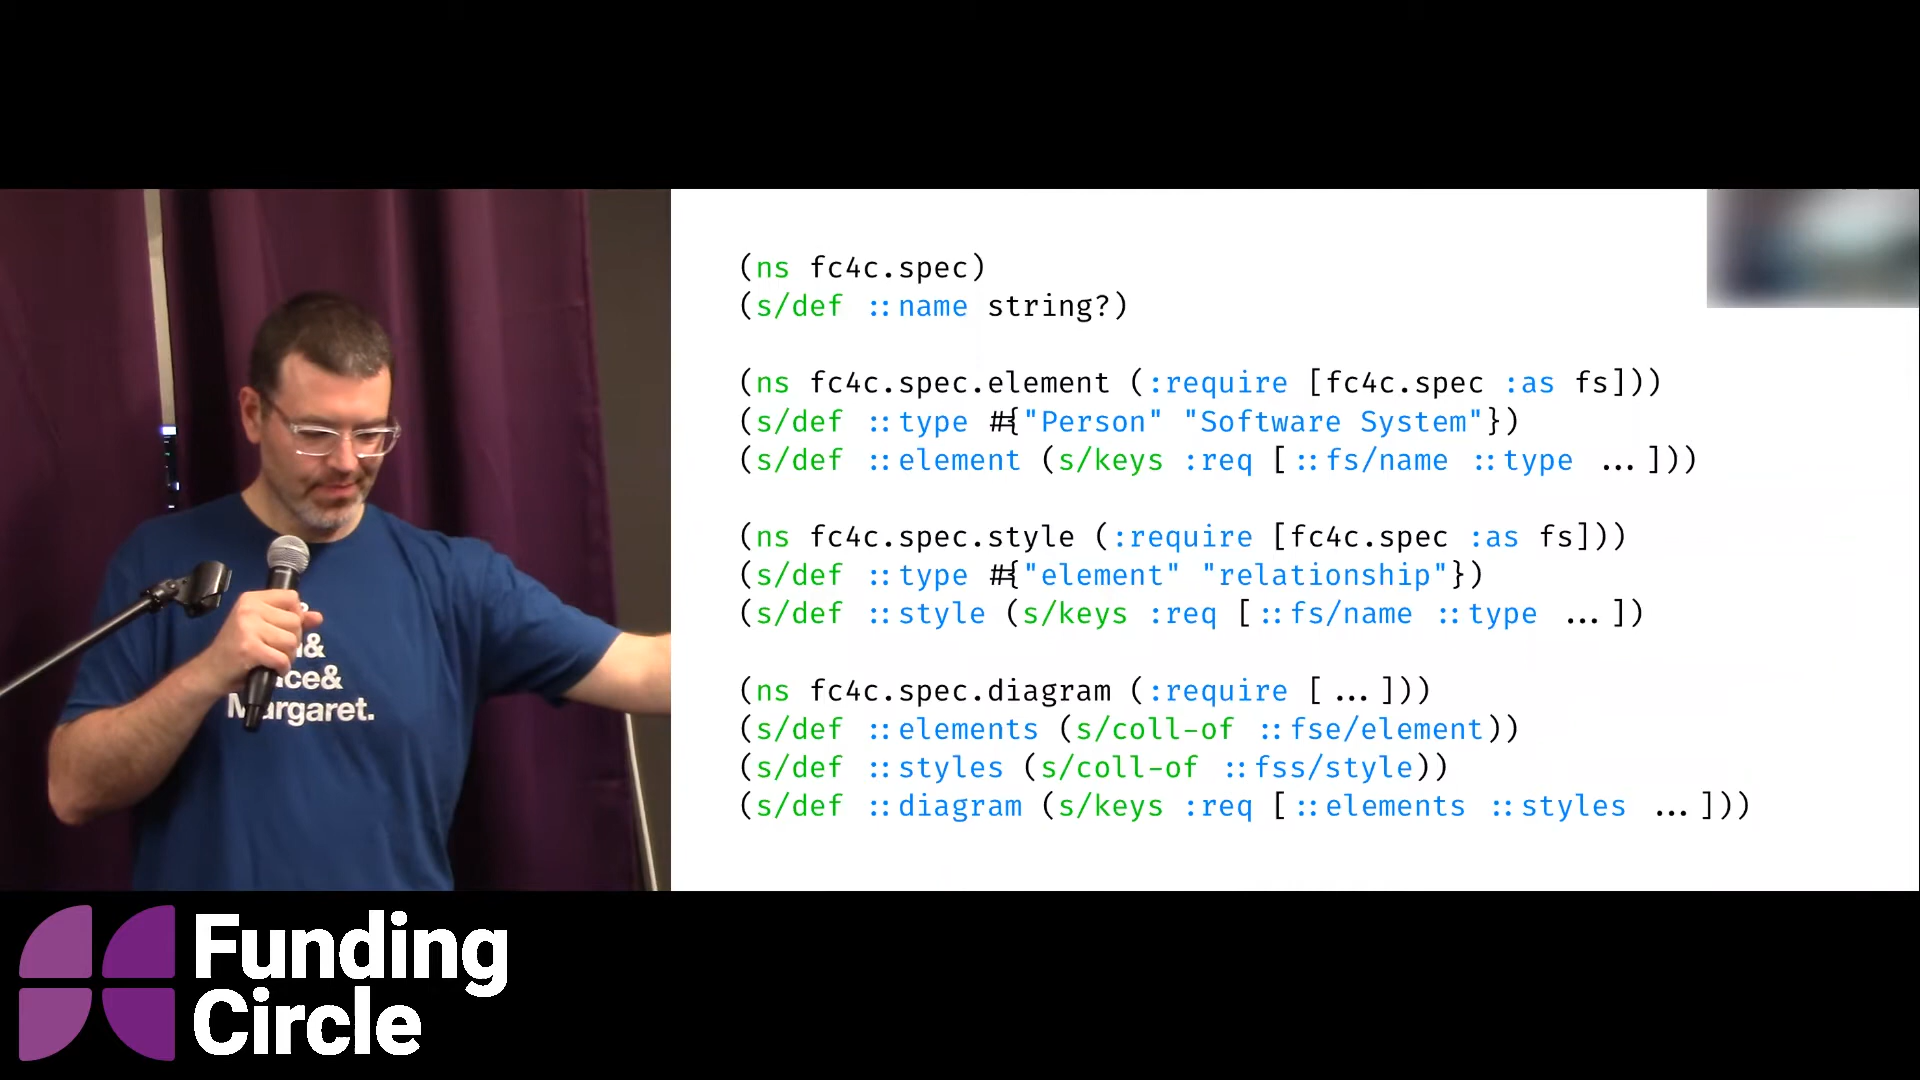 (ns fc4c.spec)
(s/def ::name string?)
(ns fc4c.spec.element (:require [fc4c.spec :as fs]))
(s/def ::type #{"Person" "Software System"})
(s/def ::element (s/keys :req [::fs/name ::type ...]))
(ns fc4c.spec.style (:require [fc4c.spec :as fs]))
(s/def ::type #{"element" "relationship"})
(s/def ::style (s/keys :req [::fs/name ::type ...])
(ns fc4c.spec.diagram (:require [...]))
(s/def ::elements (s/coll-of ::fse/element))
(s/def ::styles (s/coll-of ::fss/style))
(s/def ::diagram (s/keys :req [::elements ::styles ...]))
Margaret.
Funding
Circle